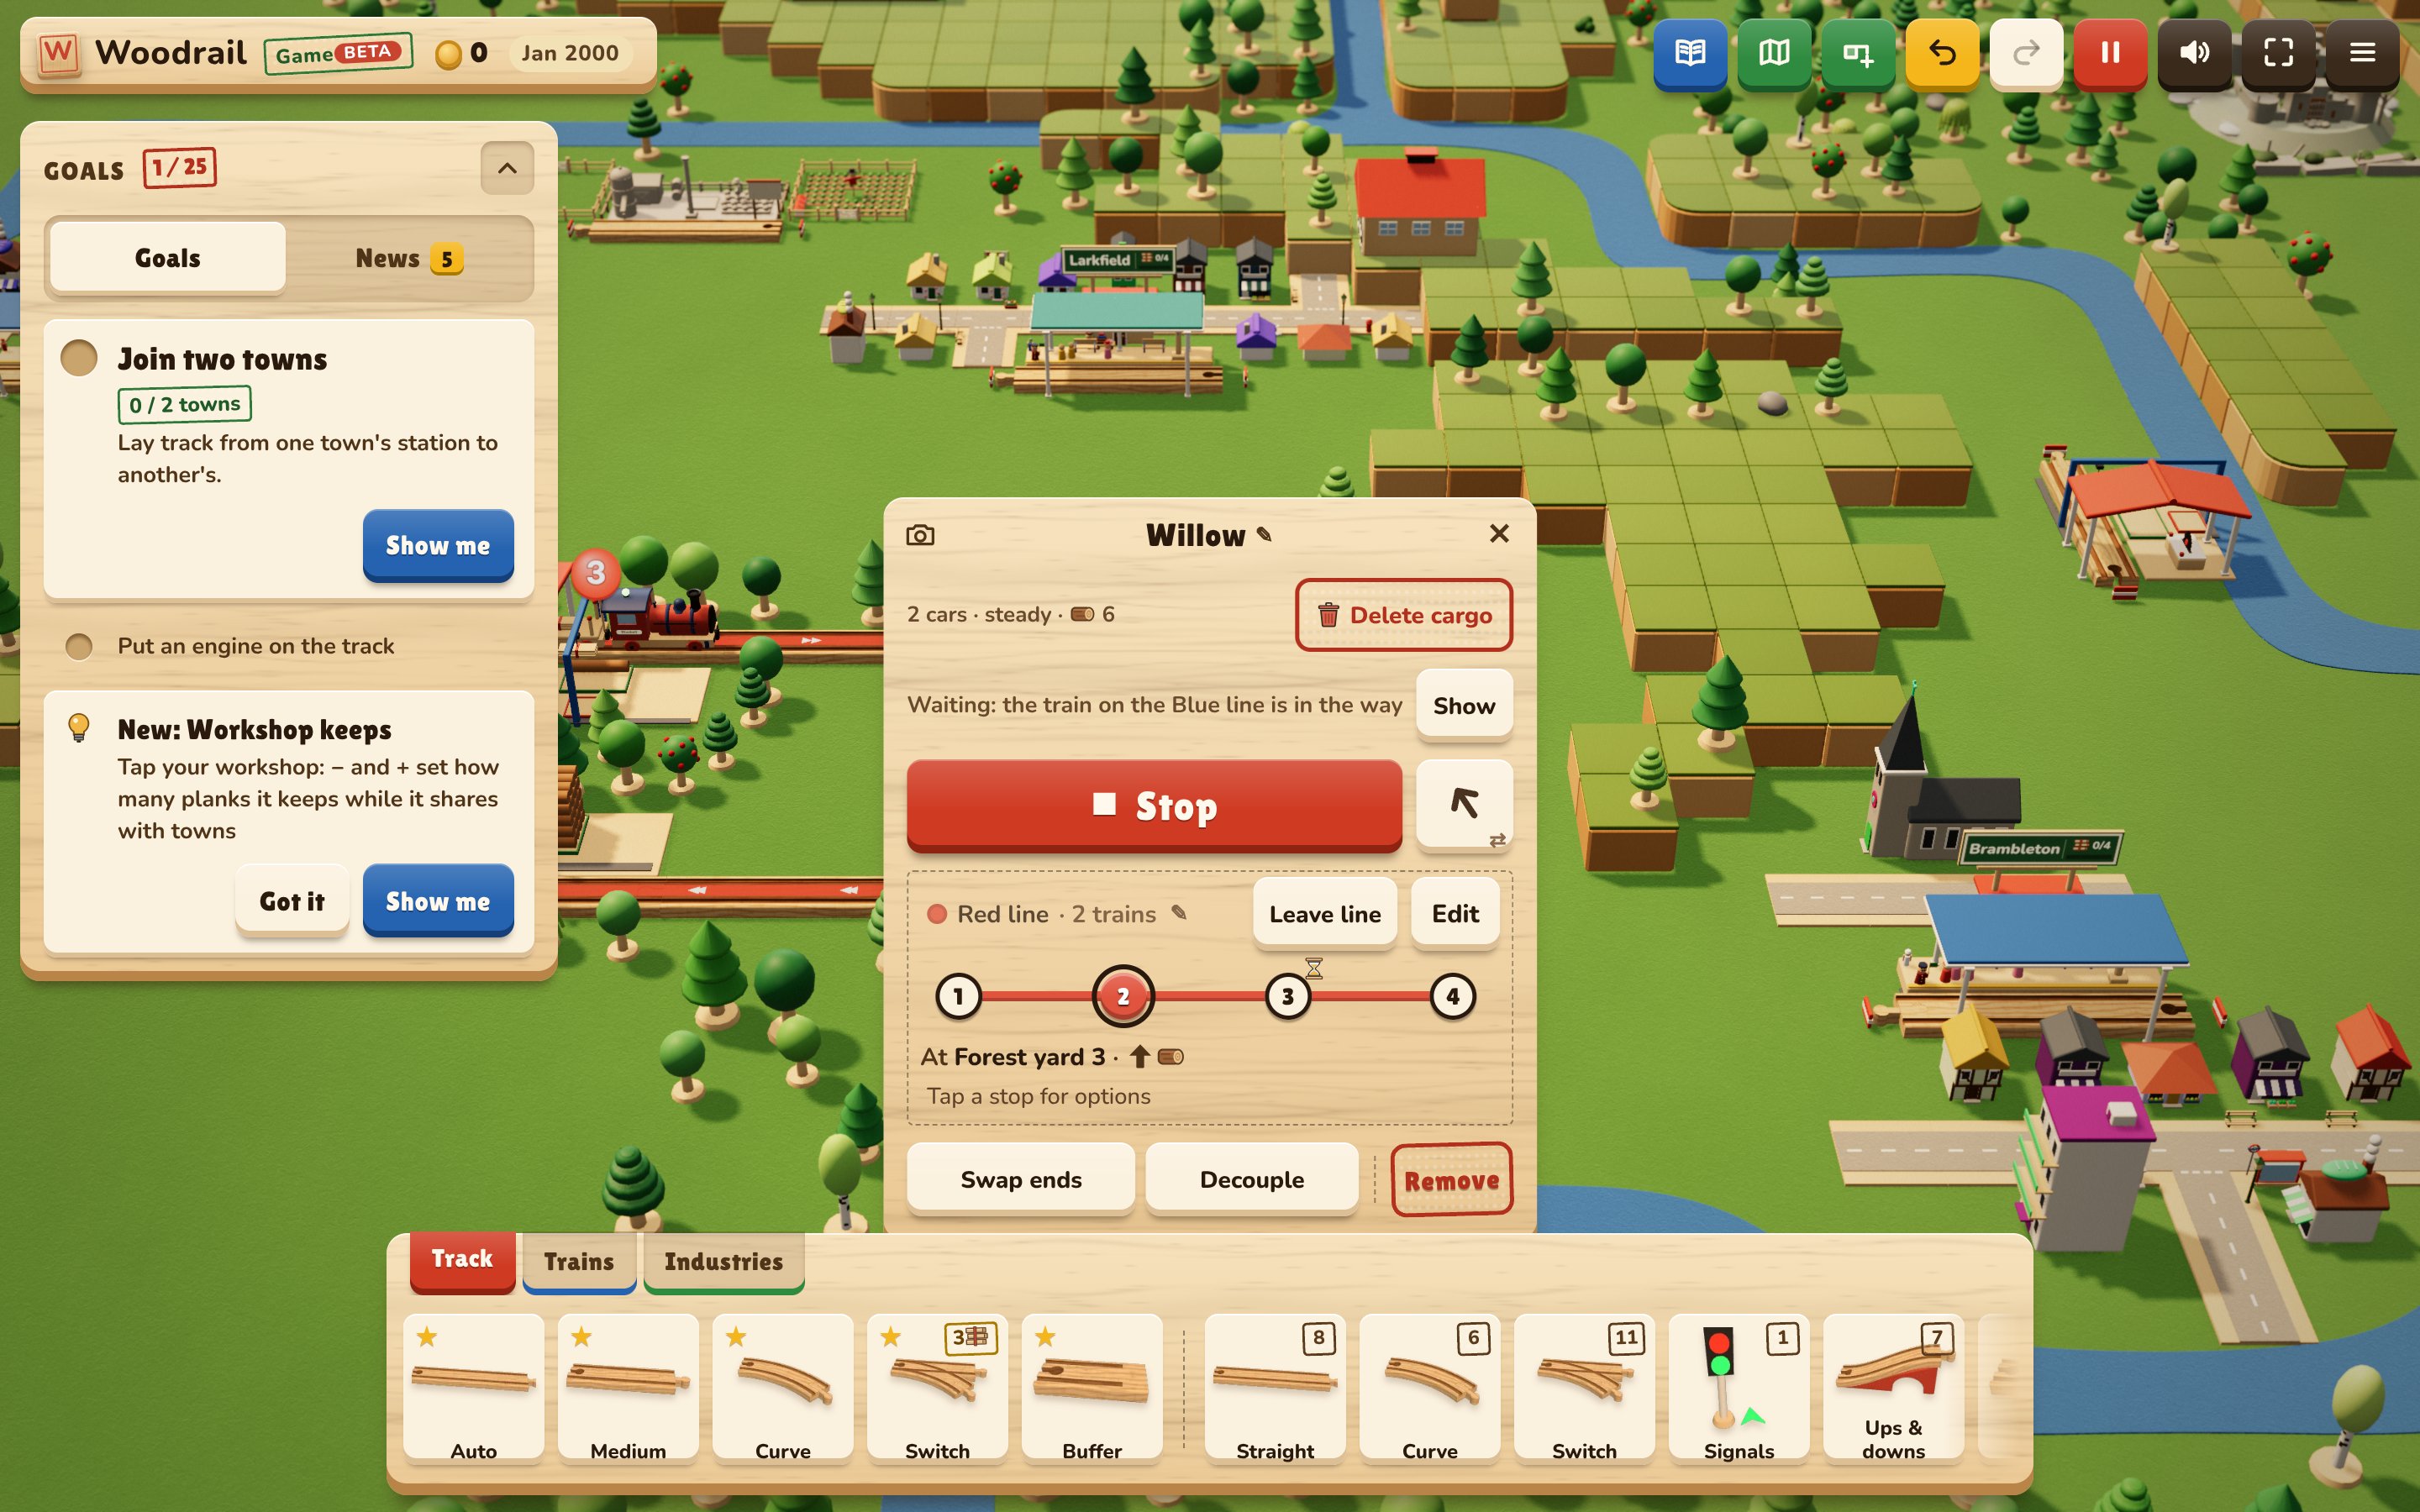 W Woodrail Game BETA 0 Jan 2000
GOALS 1 / 25
Goals News 5
Join two towns
0 / 2 towns
Lay track from one town's station to
another's.
Show me
Put an engine on the track
New: Workshop keeps
Tap your workshop: – and + set how
many planks it keeps while it shares
with towns
Got it Show me
Larkfield 0/4
3
Brambleton 0/4
Willow
2 cars · steady · 6
Delete cargo
Waiting: the train on the Blue line is in the way
Show
Stop
Red line · 2 trains
Leave line
Edit
1 2 3 4
At Forest yard 3 ·
Tap a stop for options
Swap ends Decouple Remove
Track Trains Industries
3 8 6 11 1 7
Auto Medium Curve Switch Buffer Straight Curve Switch Signals Ups &
downs